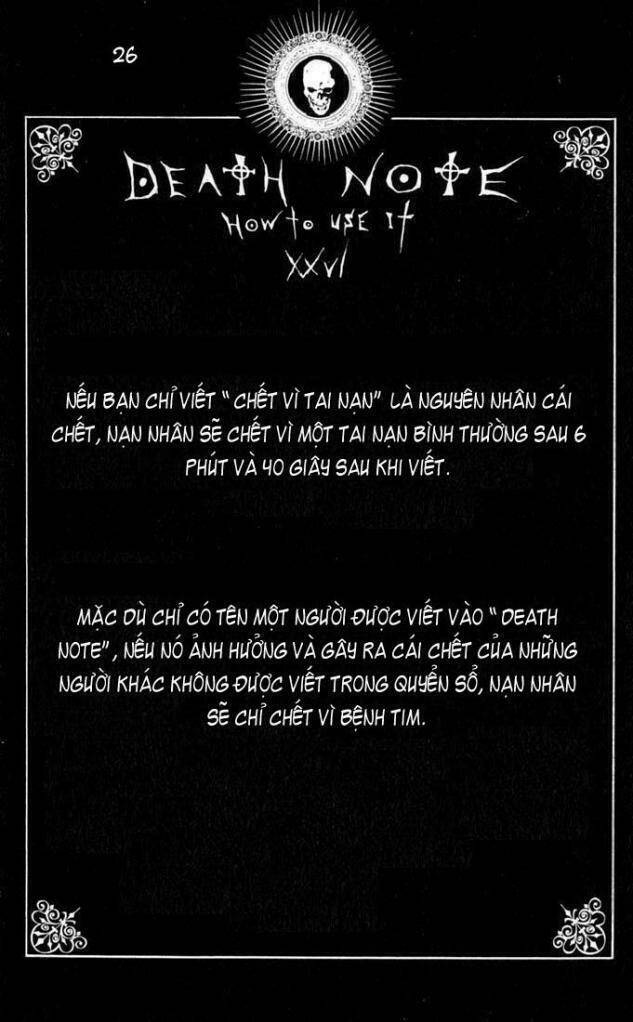 26
DEATH NOTE
HOW TO USE IT
XXVI
NẾU BẠN CHỈ VIẾT “ CHẾT VÌ TAI NẠN” LÀ NGUYÊN NHÂN CÁI
CHẾT, NẠN NHÂN SẼ CHẾT VÌ MỘT TAI NẠN BÌNH THƯỜNG SAU 6
PHÚT VÀ 40 GIÂY SAU KHI VIẾT.
MẶC DÙ CHỈ CÓ TÊN MỘT NGƯỜI ĐƯỢC VIẾT VÀO “ DEATH
NOTE”, NẾU NÓ ẢNH HƯỞNG VÀ GÂY RA CÁI CHẾT CỦA NHỮNG
NGƯỜI KHÁC KHÔNG ĐƯỢC VIẾT TRONG QUYỂN SỔ, NẠN NHÂN
SẼ CHỈ CHẾT VÌ BỆNH TIM.